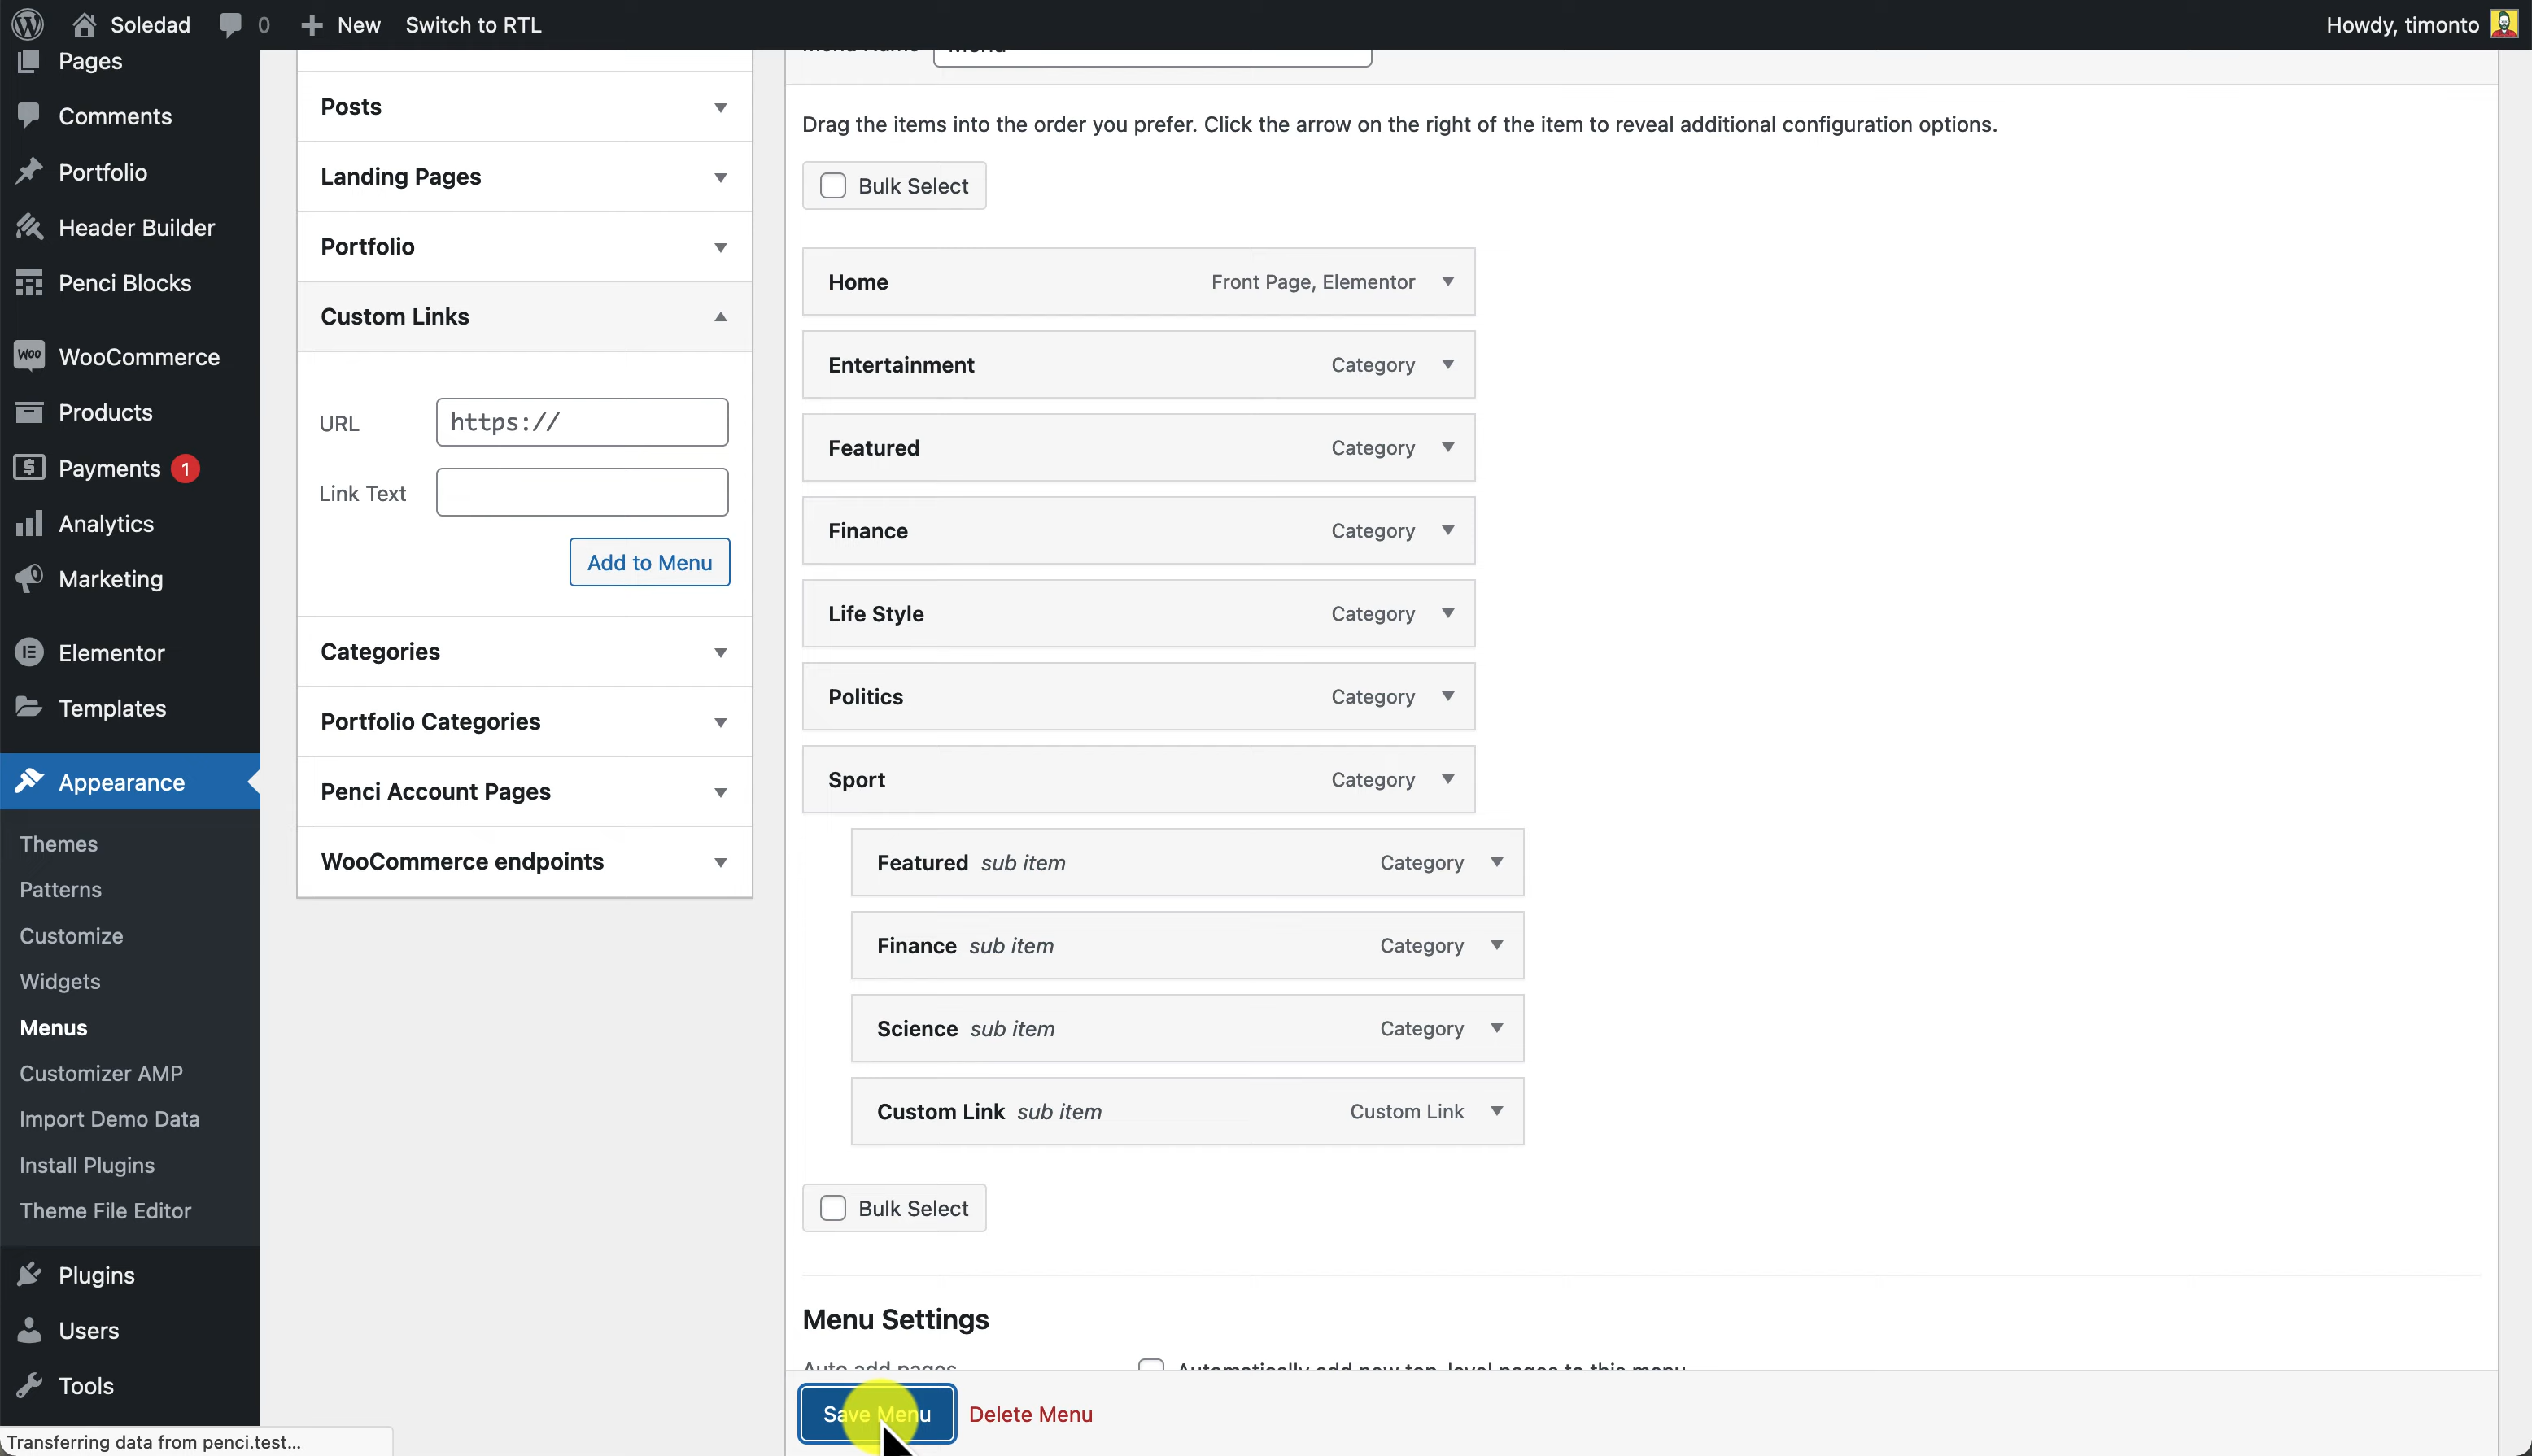 Soledad 0 New Switch to RTL Howdy, timonto
Pages
Comments
Portfolio
Header Builder
Penci Blocks
Woo WooCommerce
Products
Payments 1
Analytics
Marketing
Elementor
Templates
Appearance
Themes
Patterns
Customize
Widgets
Menus
Customizer AMP
Import Demo Data
Install Plugins
Theme File Editor
Plugins
Users
Tools
Transferring data from penci.test...
Posts
Landing Pages
Portfolio
Custom Links
URL https://
Link Text
Add to Menu
Categories
Portfolio Categories
Penci Account Pages
WooCommerce endpoints
Drag the items into the order you prefer. Click the arrow on the right of the item to reveal additional configuration options.
Bulk Select
Home Front Page, Elementor
Entertainment Category
Featured Category
Finance Category
Life Style Category
Politics Category
Sport Category
Featured sub item Category
Finance sub item Category
Science sub item Category
Custom Link sub item Custom Link
Bulk Select
Menu Settings
Auto add pages Automatically add new top-level pages to this menu
Save Menu Delete Menu